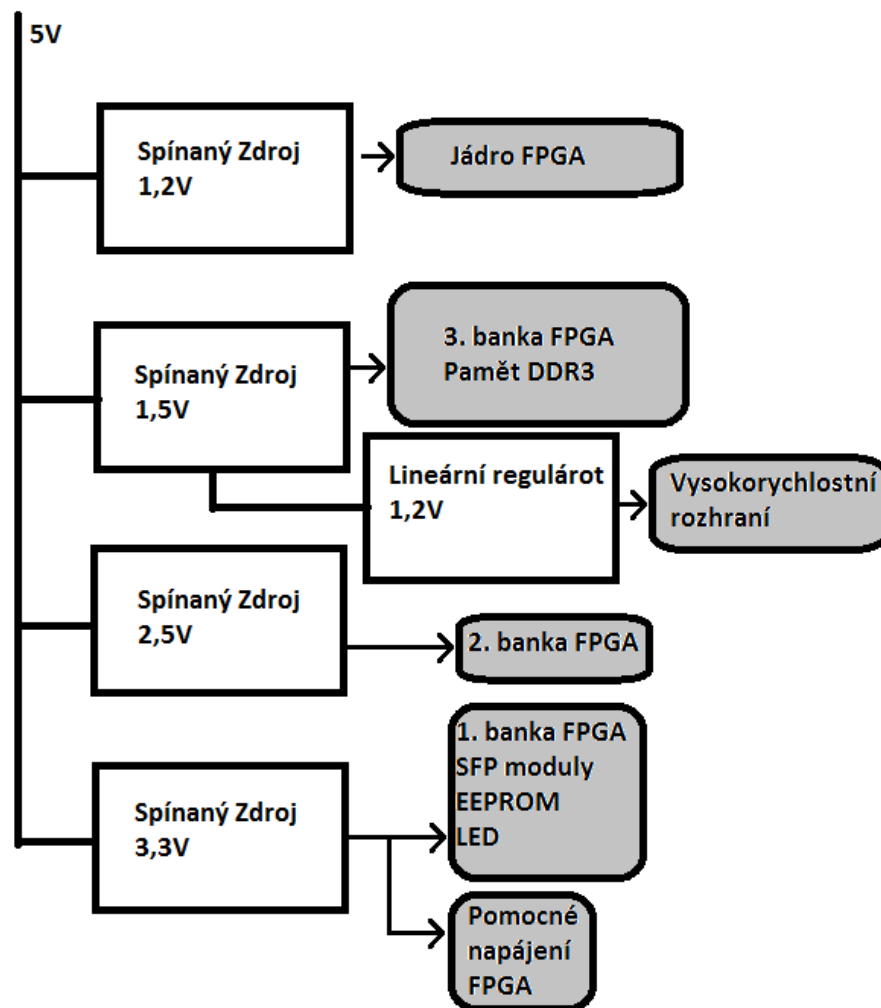 5V
Spínaný Zdroj
1,2V
Jádro FPGA
Spínaný Zdroj
1,5V
3. banka FPGA
Pamět DDR3
Lineární regulárot
1,2V
Vysokorychlostní
rozhraní
Spínaný Zdroj
2,5V
2. banka FPGA
1. banka FPGA
SFP moduly
EEPROM
LED
Spínaný Zdroj
3,3V
Pomocné
napájení
FPGA